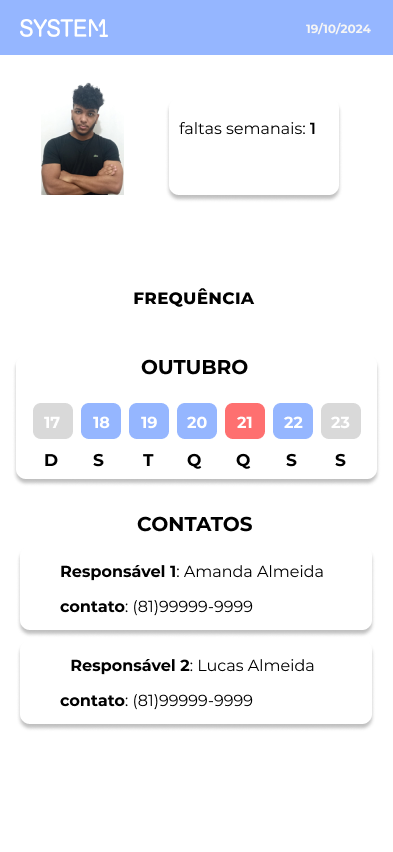 SYSTEM
19/10/2024
faltas semanais: 1
FREQUÊNCIA
OUTUBRO
17 18 19 20 21 22 23
D S T Q Q S S
CONTATOS
Responsável 1: Amanda Almeida
contato: (81)99999-9999
Responsável 2: Lucas Almeida
contato: (81)99999-9999